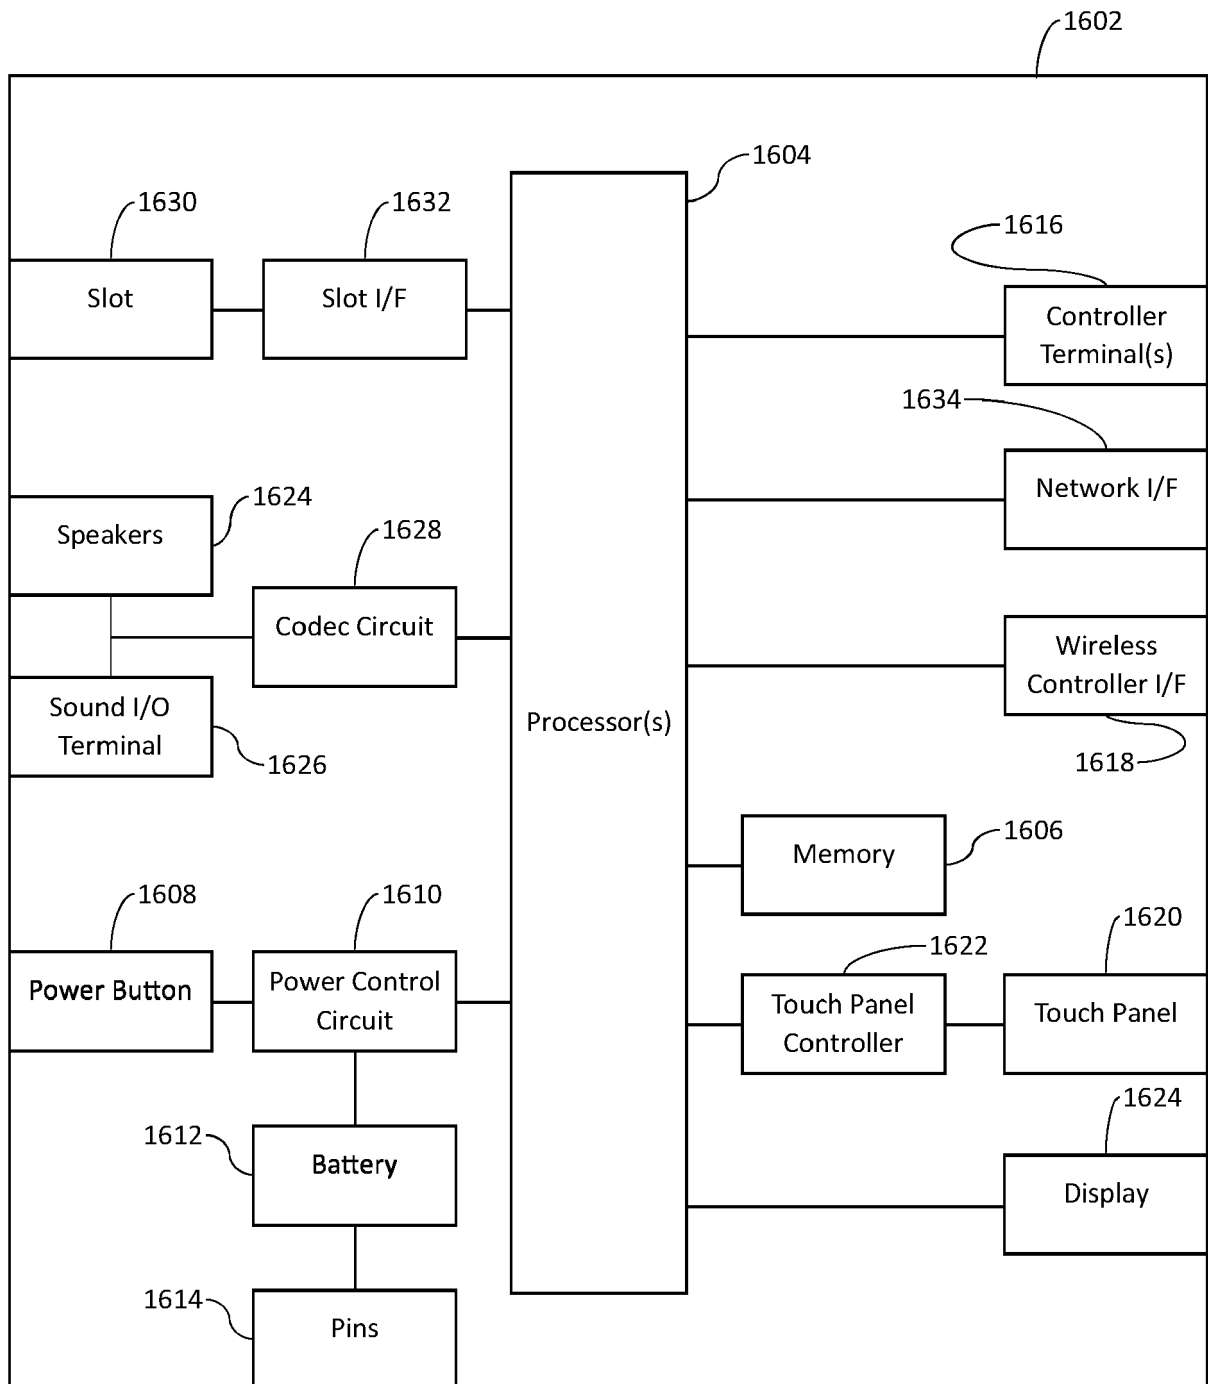 1602
1604
1630
1632
1616
Slot
Slot I/F
Controller
Terminal(s)
1634
1624
Network I/F
Speakers
1628
Codec Circuit
Wireless
Controller I/F
Sound I/O
Terminal
Processor(s)
1626
1618
1606
Memory
1608
1610
1620
1622
Power Button
Power Control
Circuit
Touch Panel
Controller
Touch Panel
1624
1612
Battery
Display
1614
Pins